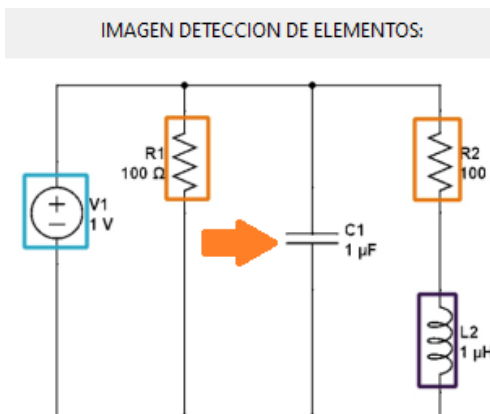 IMAGEN DETECCION DE ELEMENTOS:
R1
100 Ω
R2
100
V1
1 V
C1
1 µF
L2
1 µH